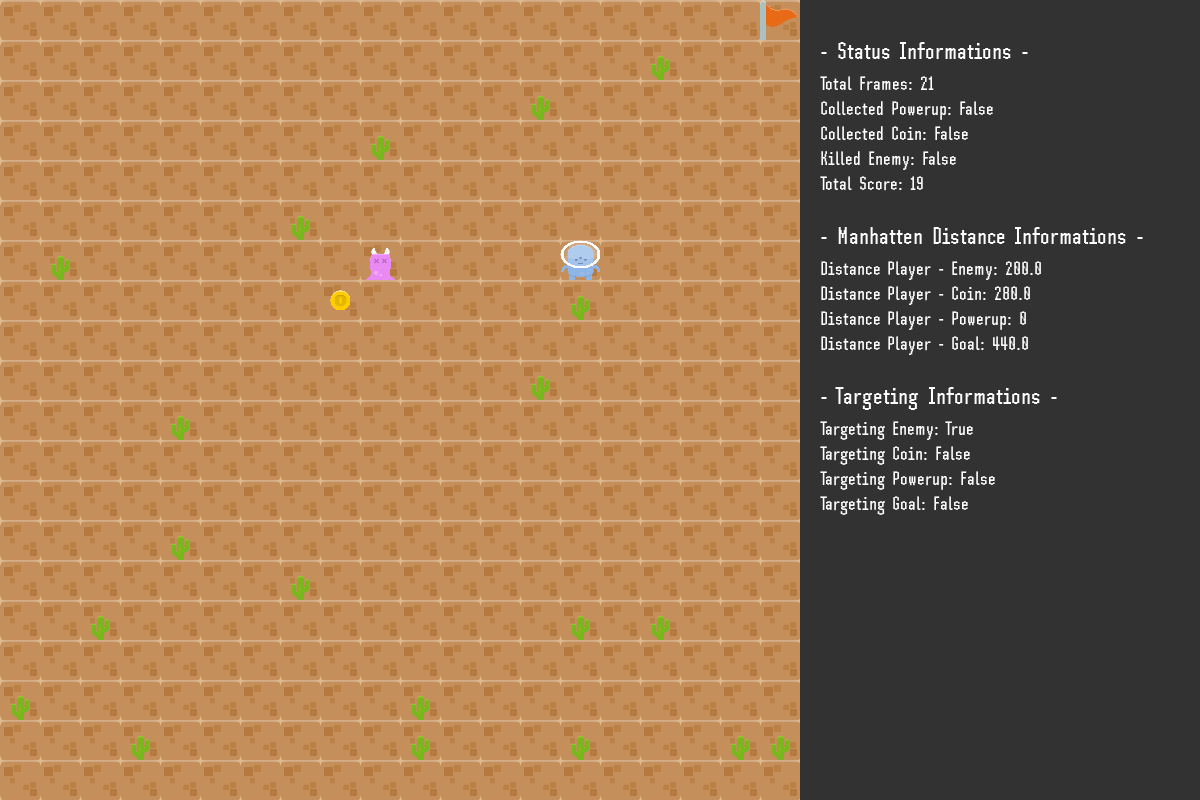 - Status Informations -
Total Frames: 21
Collected Powerup: False
Collected Coin: False
Killed Enemy: False
Total Score: 19
- Manhatten Distance Informations -
Distance Player - Enemy: 200.0
Distance Player - Coin: 280.0
Distance Player - Powerup: 0
Distance Player - Goal: 440.0
- Targeting Informations -
Targeting Enemy: True
Targeting Coin: False
Targeting Powerup: False
Targeting Goal: False